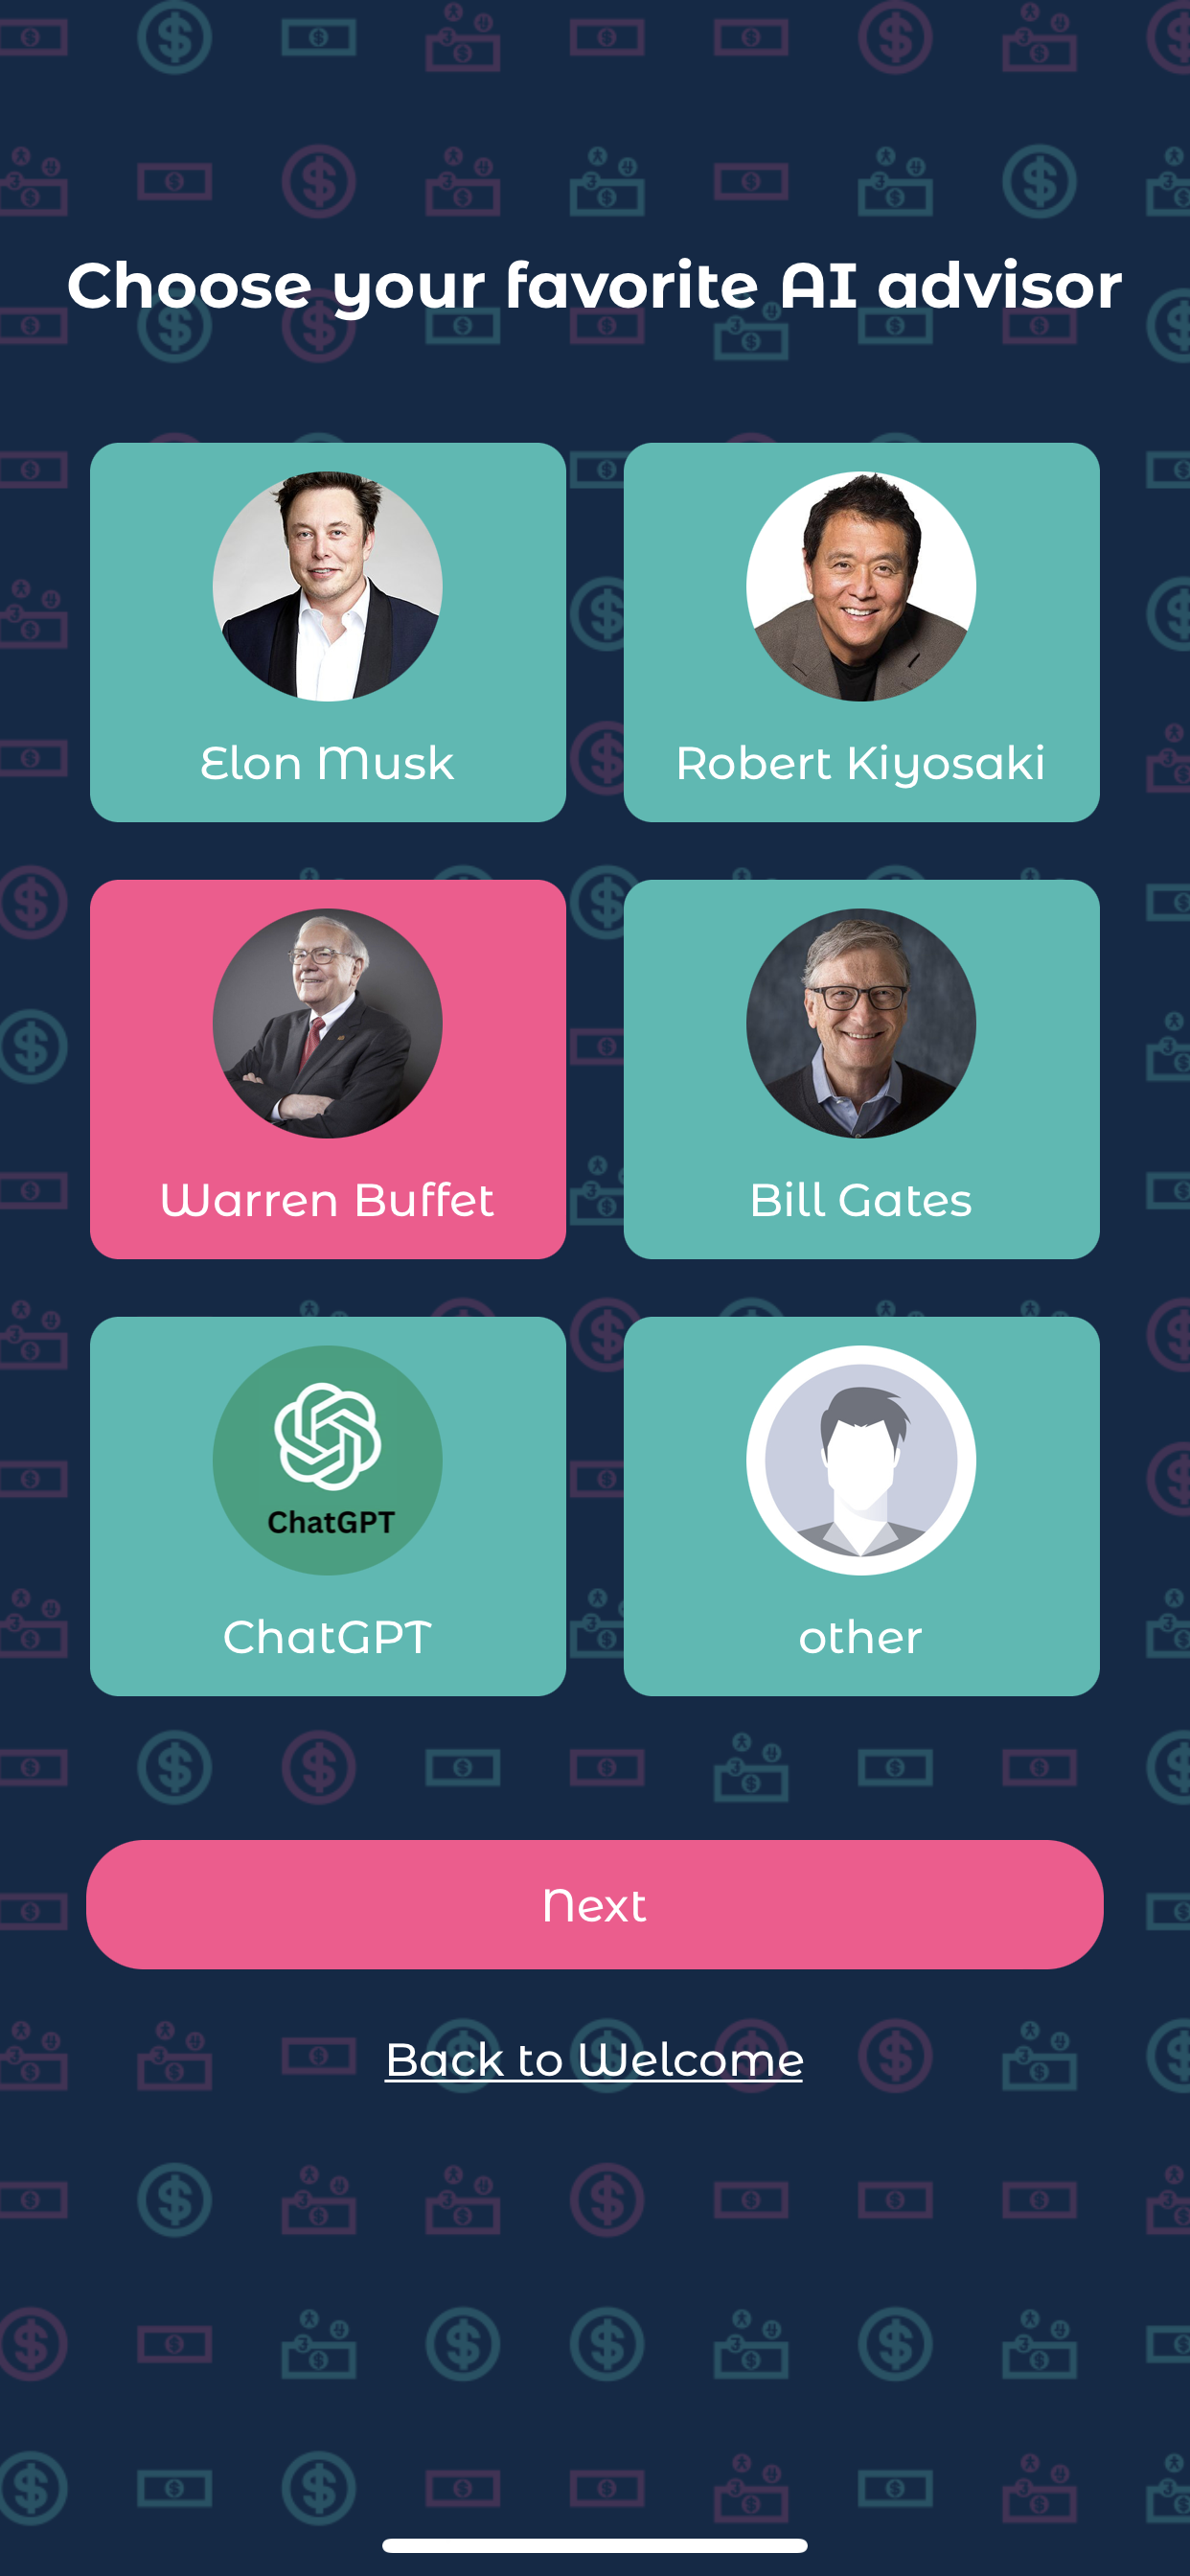 Choose your favorite AI advisor
Elon Musk
Robert Kiyosaki
Warren Buffet
Bill Gates
ChatGPT
ChatGPT
other
Next
Back to Welcome